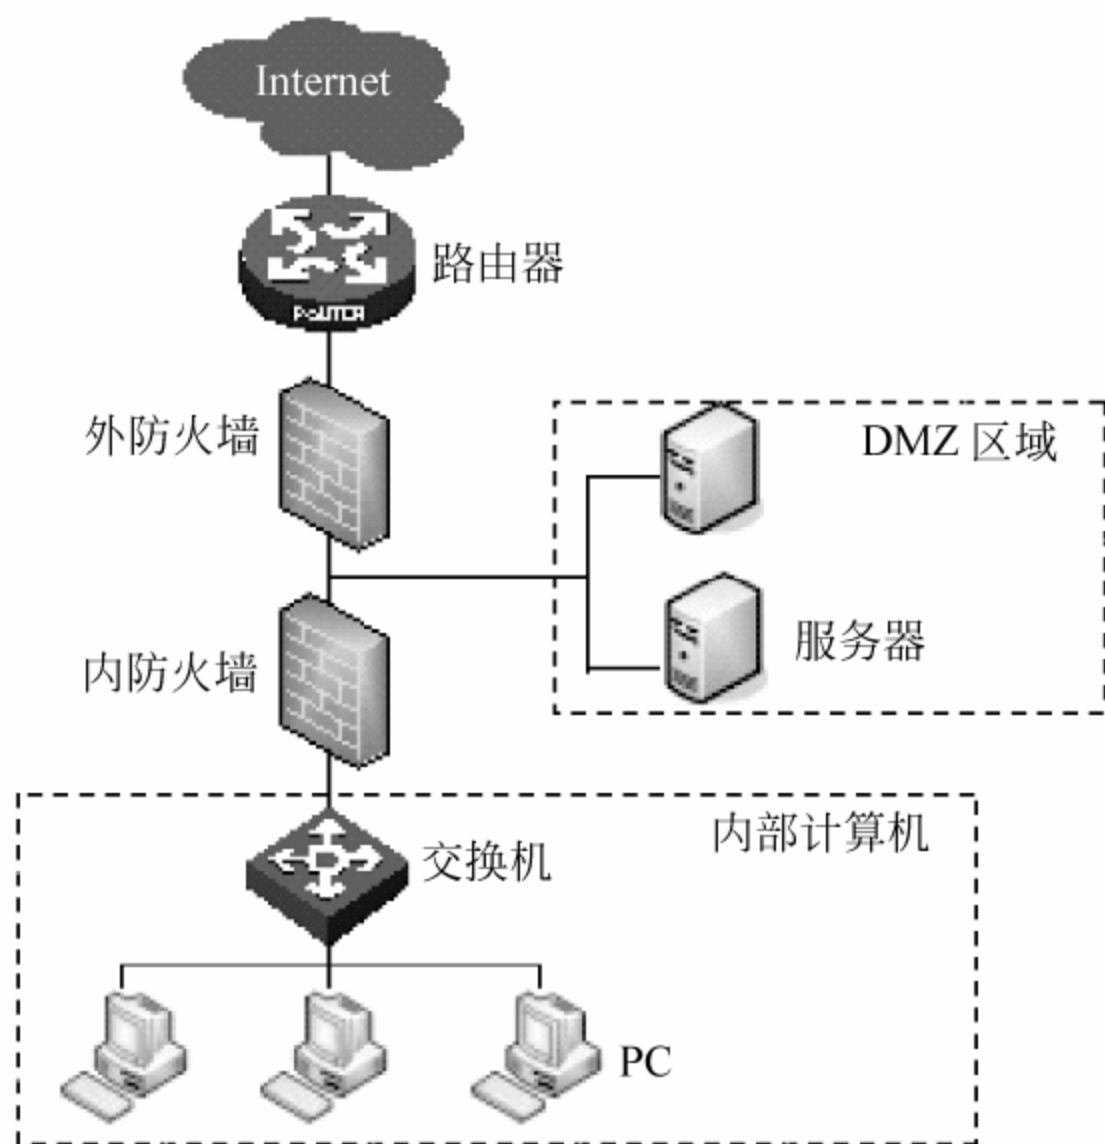 Internet
路由器
ROUTER
外防火墙
DMZ 区域
服务器
内防火墙
内部计算机
交换机
PC